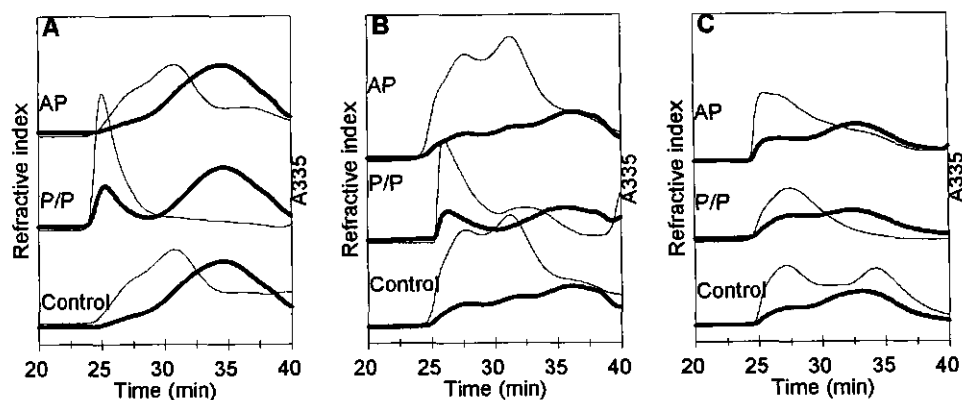 A
Refractive index
AP
P/P
Control
A335
20 25 30 35 40
Time (min)
B
Refractive index
AP
P/P
Control
A335
20 25 30 35 40
Time (min)
C
Refractive index
AP
P/P
Control
A335
20 25 30 35 40
Time (min)